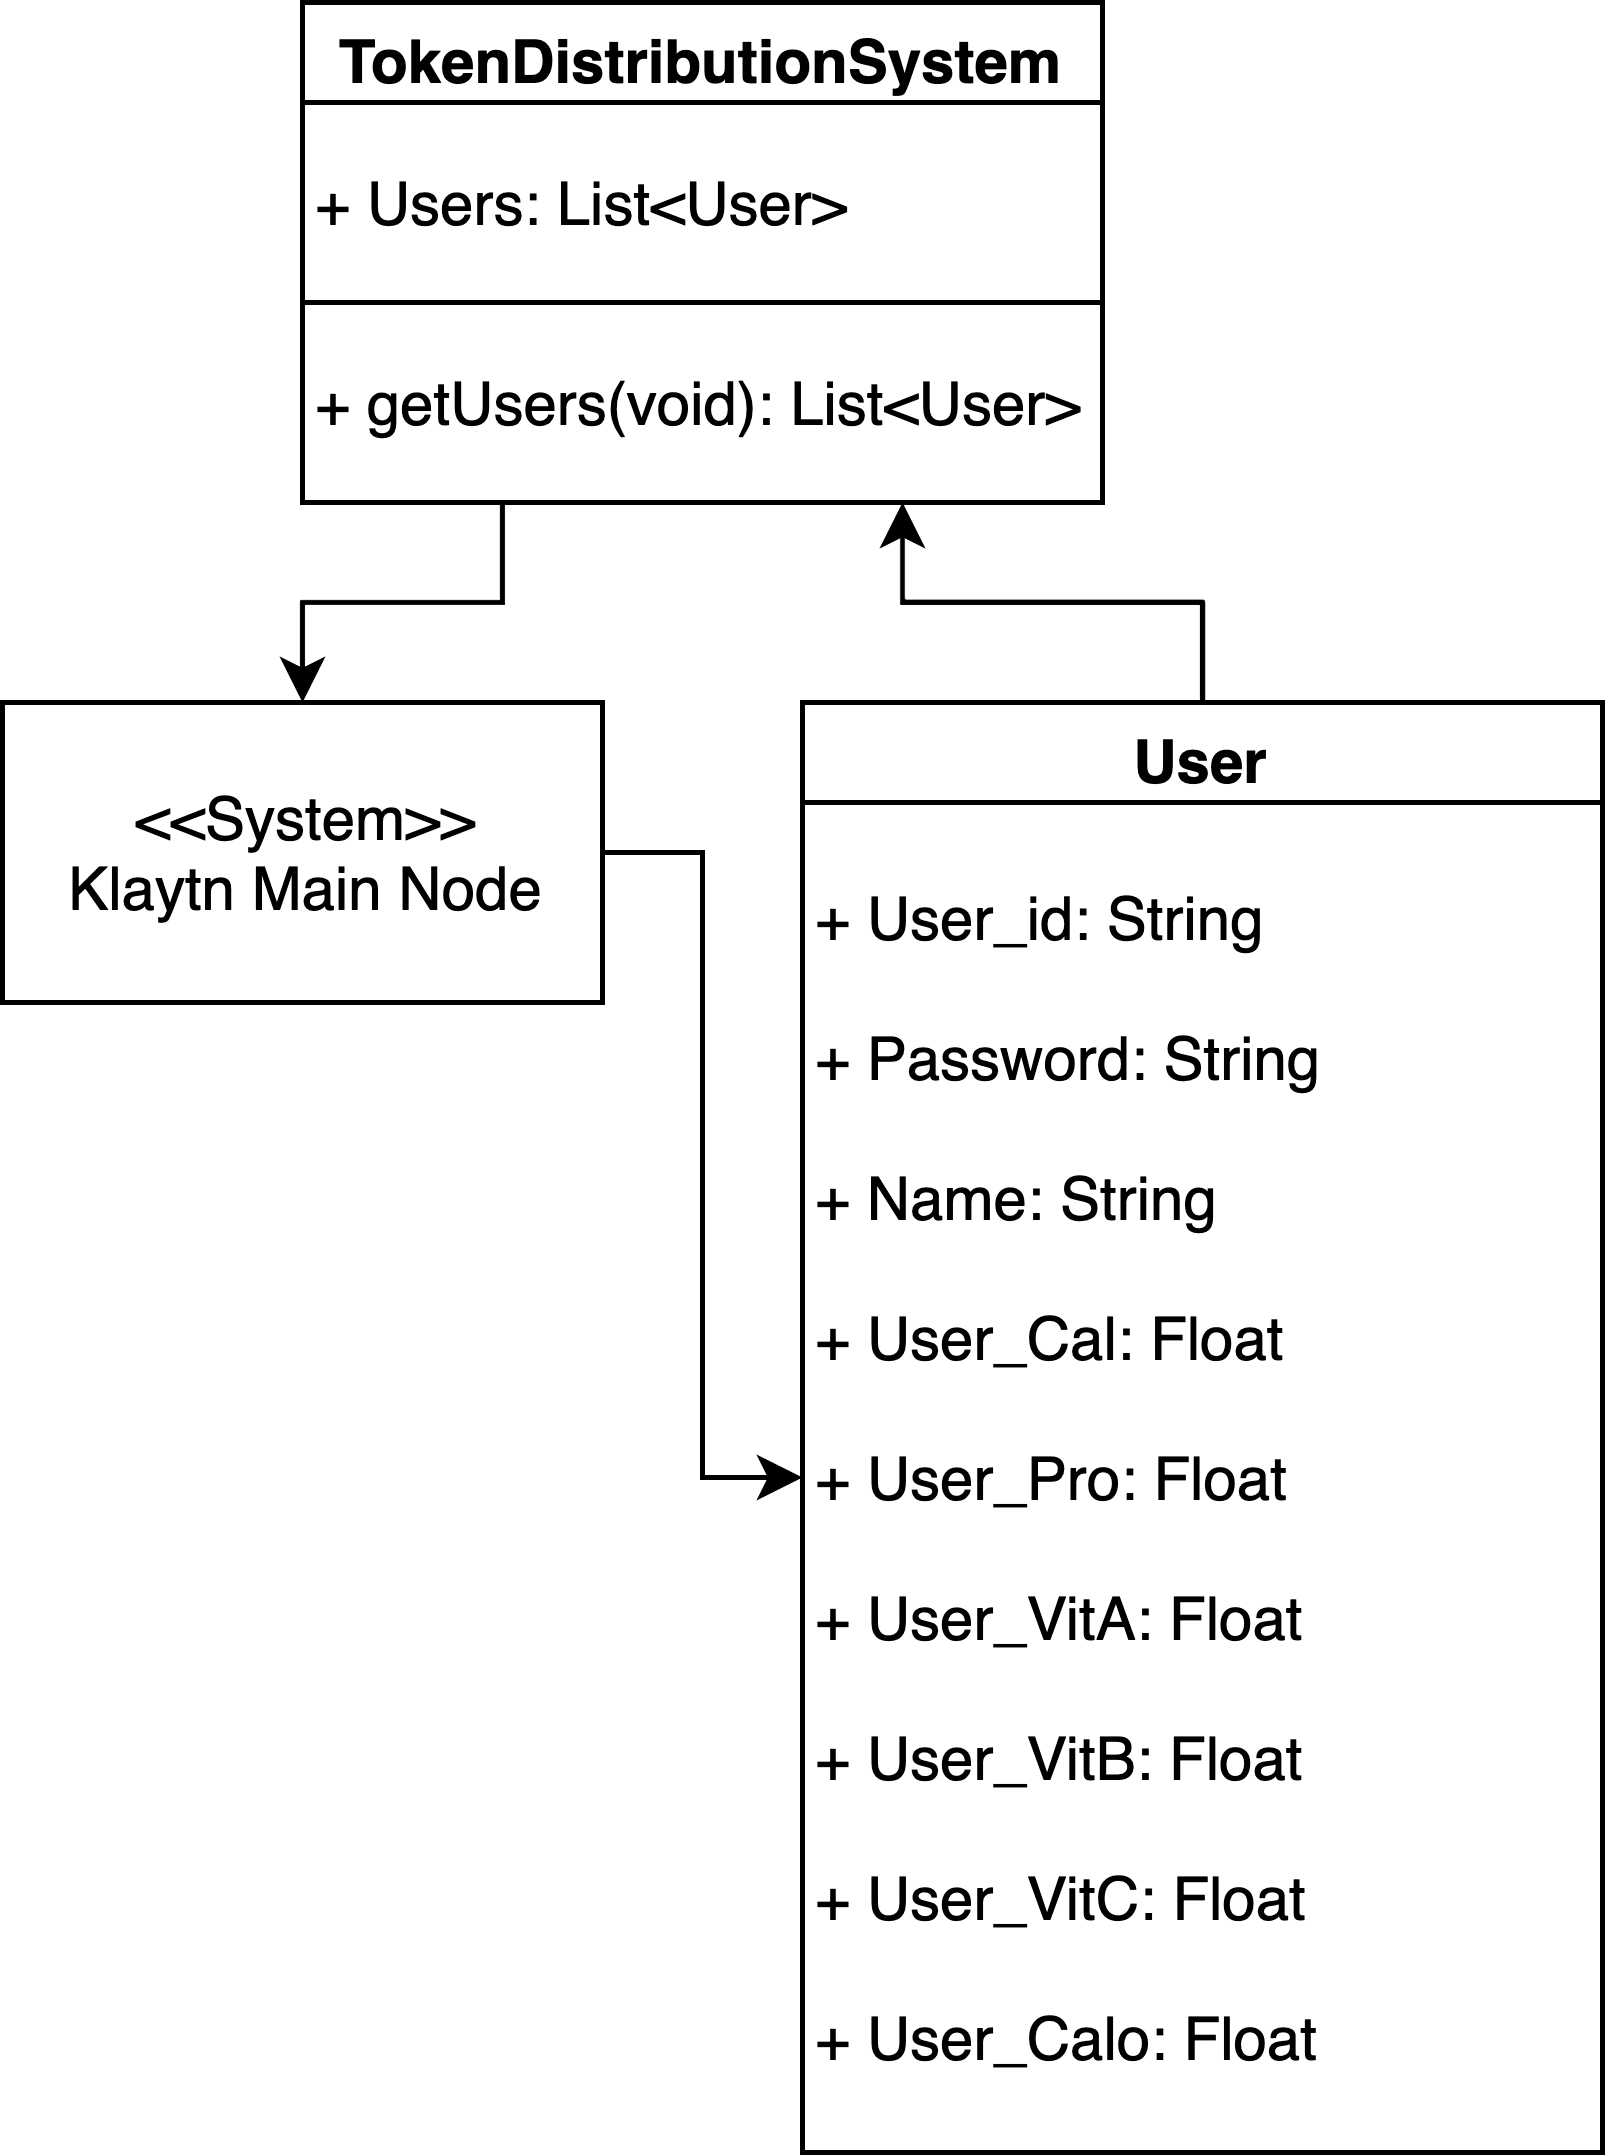 TokenDistributionSystem
+ Users: List<User>
+ getUsers(void): List<User>
<<System>>
Klaytn Main Node
User
+ User_id: String
+ Password: String
+ Name: String
+ User_Cal: Float
+ User_Pro: Float
+ User_VitA: Float
+ User_VitB: Float
+ User_VitC: Float
+ User_Calo: Float